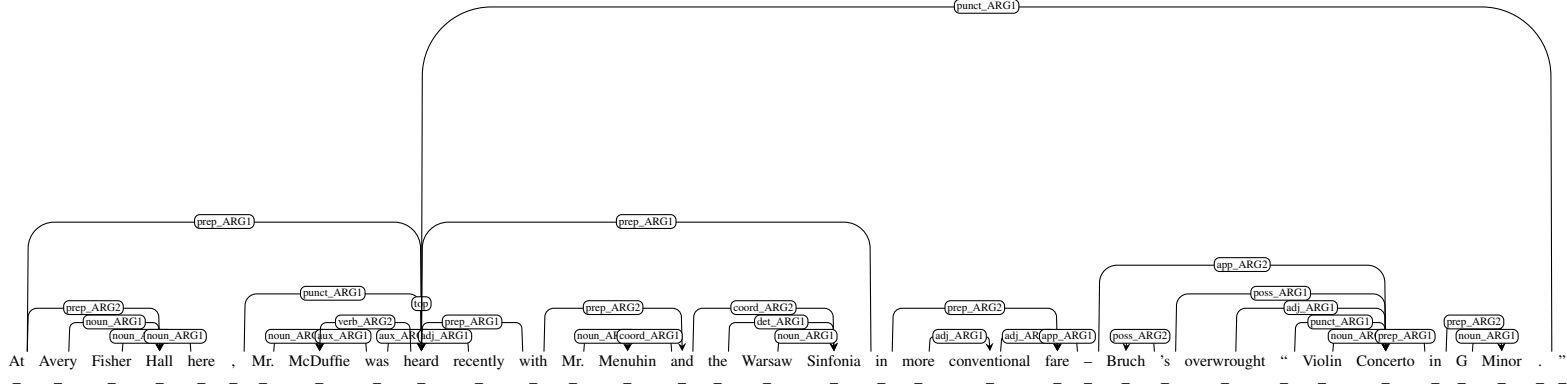 punct_ARG1
prep_ARG1 prep_ARG1
app_ARG2
punct_ARG1 poss_ARG1
top
prep_ARG2 prep_ARG2 coord_ARG2 prep_ARG2 adj_ARG1
noun_ARG1 verb_ARG2 prep_ARG1 det_ARG1 punct_ARG1 prep_ARG2
noun_ARG1 coord_ARG1 noun_ARG1 adj_ARG1 app_ARG1 poss_ARG2 prep_ARG1 noun_ARG1
At Avery Fisher Hall here , Mr. McDuffie was heard recently with Mr. Menuhin and the Warsaw Sinfonia in more conventional fare – Bruch 's overwrought “ Violin Concerto in G Minor . ”